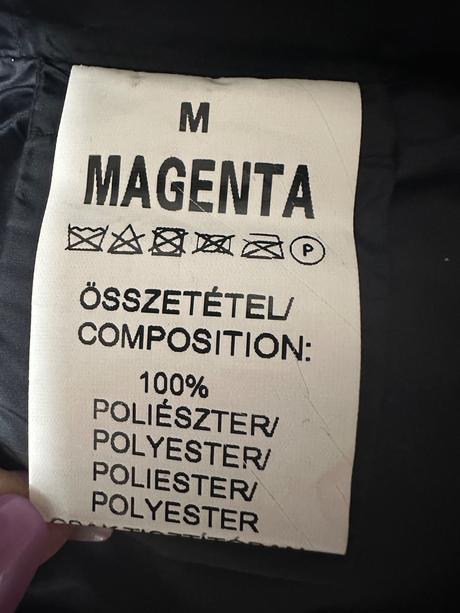 M
MAGENTA
P
ÖSSZETÉTEL/
COMPOSITION:
100%
POLIÉSZTER/
POLYESTER/
POLIESTER/
POLYESTER